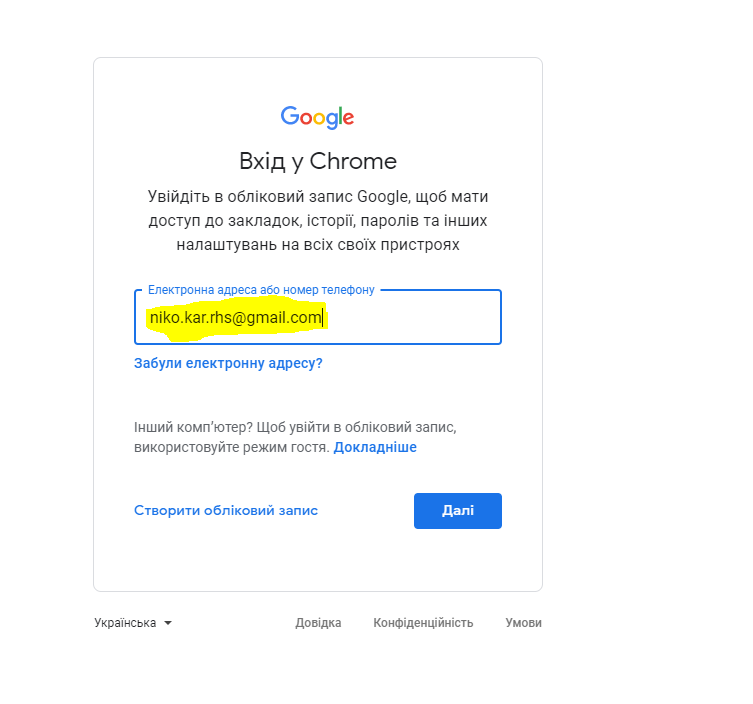 Google
Вхід у Chrome
Увійдіть в обліковий запис Google, щоб мати
доступ до закладок, історії, паролів та інших
налаштувань на всіх своїх пристроях
Електронна адреса або номер телефону
niko.kar.rhs@gmail.com
Забули електронну адресу?
Інший комп’ютер? Щоб увійти в обліковий запис,
використовуйте режим гостя. Докладніше
Створити обліковий запис
Далі
Українська
Довідка
Конфіденційність
Умови